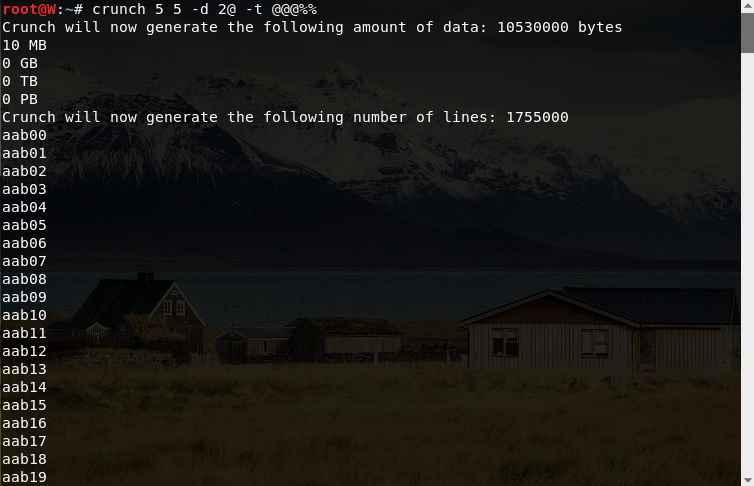 root@W:~# crunch 5 5 -d 2@ -t @@@%%
Crunch will now generate the following amount of data: 10530000 bytes
10 MB
0 GB
0 TB
0 PB
Crunch will now generate the following number of lines: 1755000
aab00
aab01
aab02
aab03
aab04
aab05
aab06
aab07
aab08
aab09
aab10
aab11
aab12
aab13
aab14
aab15
aab16
aab17
aab18
aab19